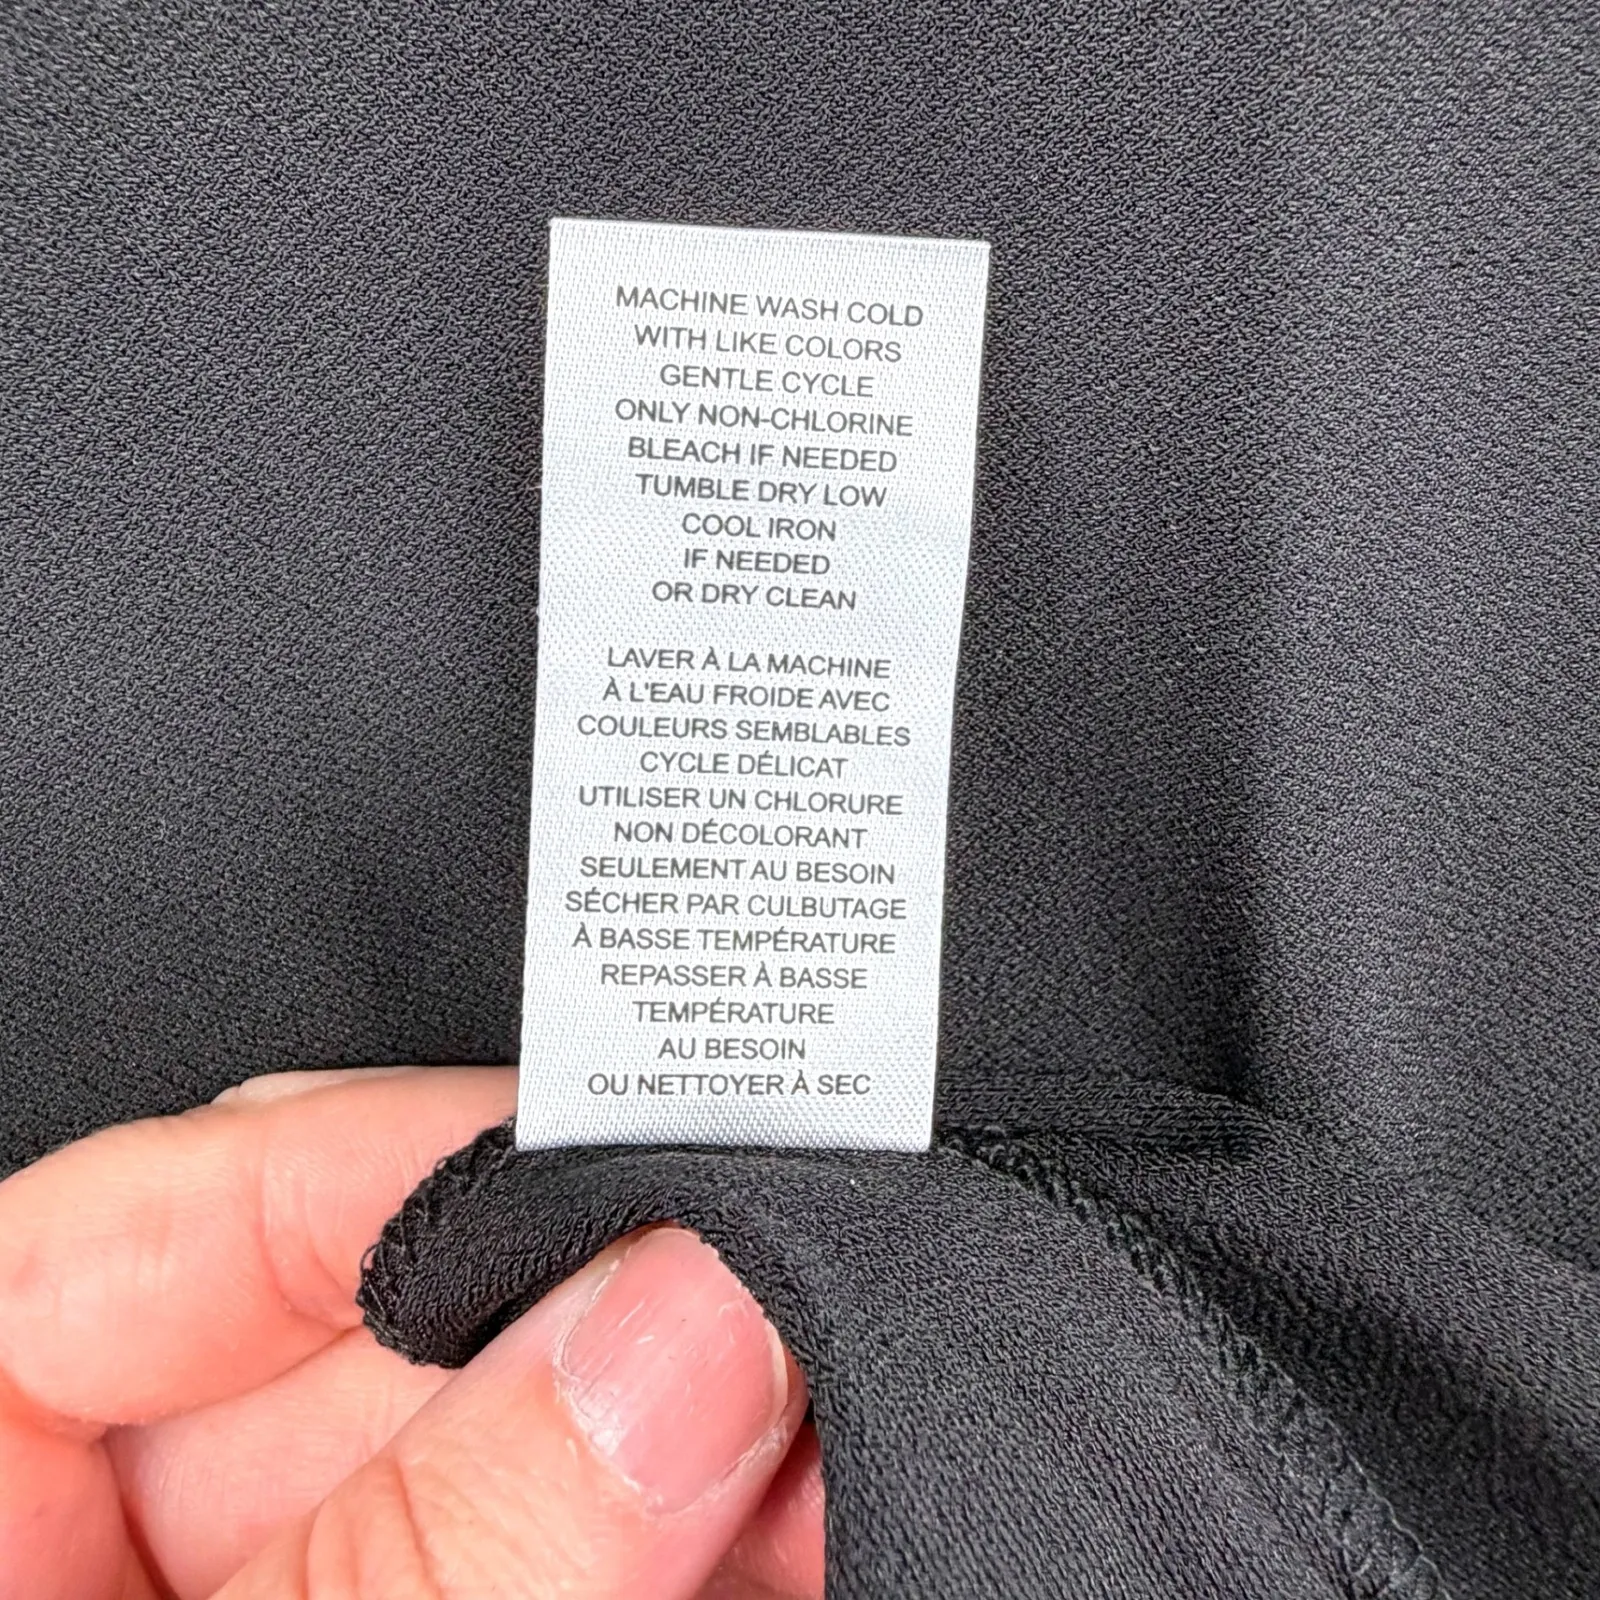 MACHINE WASH COLD
WITH LIKE COLORS
GENTLE CYCLE
ONLY NON-CHLORINE
BLEACH IF NEEDED
TUMBLE DRY LOW
COOL IRON
IF NEEDED
OR DRY CLEAN
LAVER À LA MACHINE
À L'EAU FROIDE AVEC
COULEURS SEMBLABLES
CYCLE DÉLICAT
UTILISER UN CHLORURE
NON DÉCOLORANT
SEULEMENT AU BESOIN
SÉCHER PAR CULBUTAGE
À BASSE TEMPÉRATURE
REPASSER À BASSE
TEMPÉRATURE
AU BESOIN
OU NETTOYER À SEC